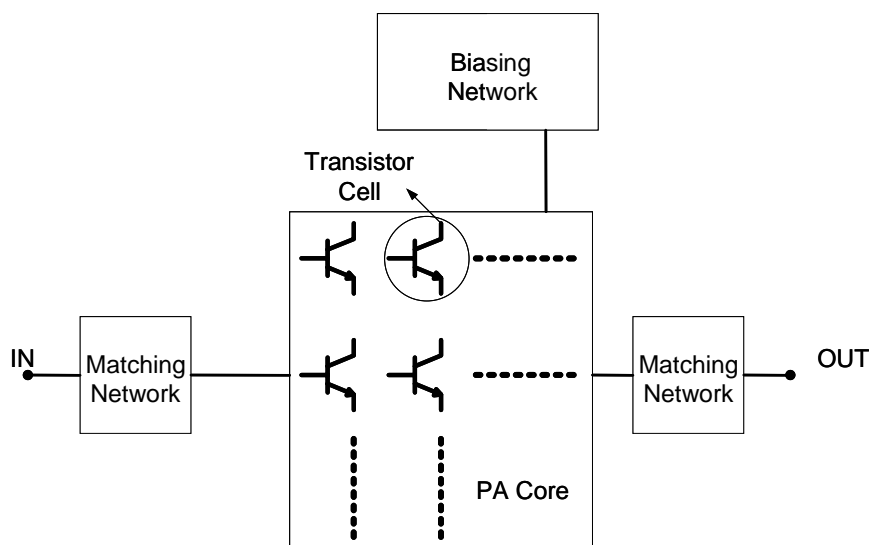 Biasing
Network
Transistor
Cell
IN
Matching
Network
Matching
Network
OUT
PA Core